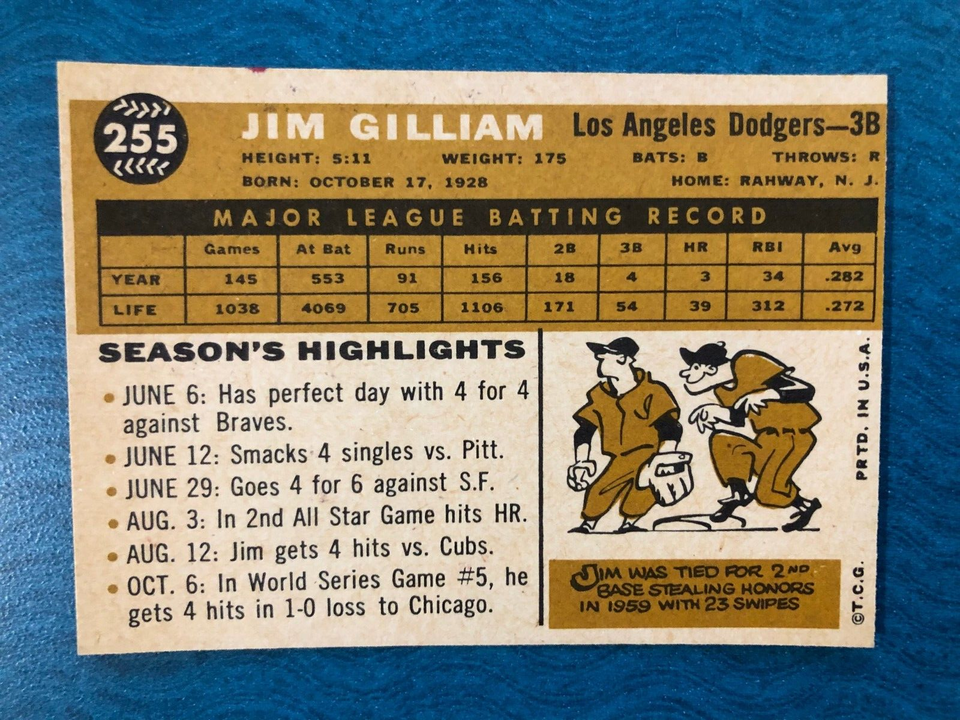 255
JIM GILLIAM Los Angeles Dodgers—3B
HEIGHT: 5:11 WEIGHT: 175 BATS: B THROWS: R
BORN: OCTOBER 17, 1928 HOME: RAHWAY, N. J.
MAJOR LEAGUE BATTING RECORD
Games At Bat Runs Hits 2B 3B HR RBI Avg
YEAR 145 553 91 156 18 4 3 34 .282
LIFE 1038 4069 705 1106 171 54 39 312 .272
SEASON'S HIGHLIGHTS
• JUNE 6: Has perfect day with 4 for 4
against Braves.
• JUNE 12: Smacks 4 singles vs. Pitt.
• JUNE 29: Goes 4 for 6 against S.F.
• AUG. 3: In 2nd All Star Game hits HR.
• AUG. 12: Jim gets 4 hits vs. Cubs.
• OCT. 6: In World Series Game #5, he
gets 4 hits in 1-0 loss to Chicago.
JIM WAS TIED FOR 2ND
BASE STEALING HONORS
IN 1959 WITH 23 SWIPES
©T.C.G. PRTD. IN U.S.A.